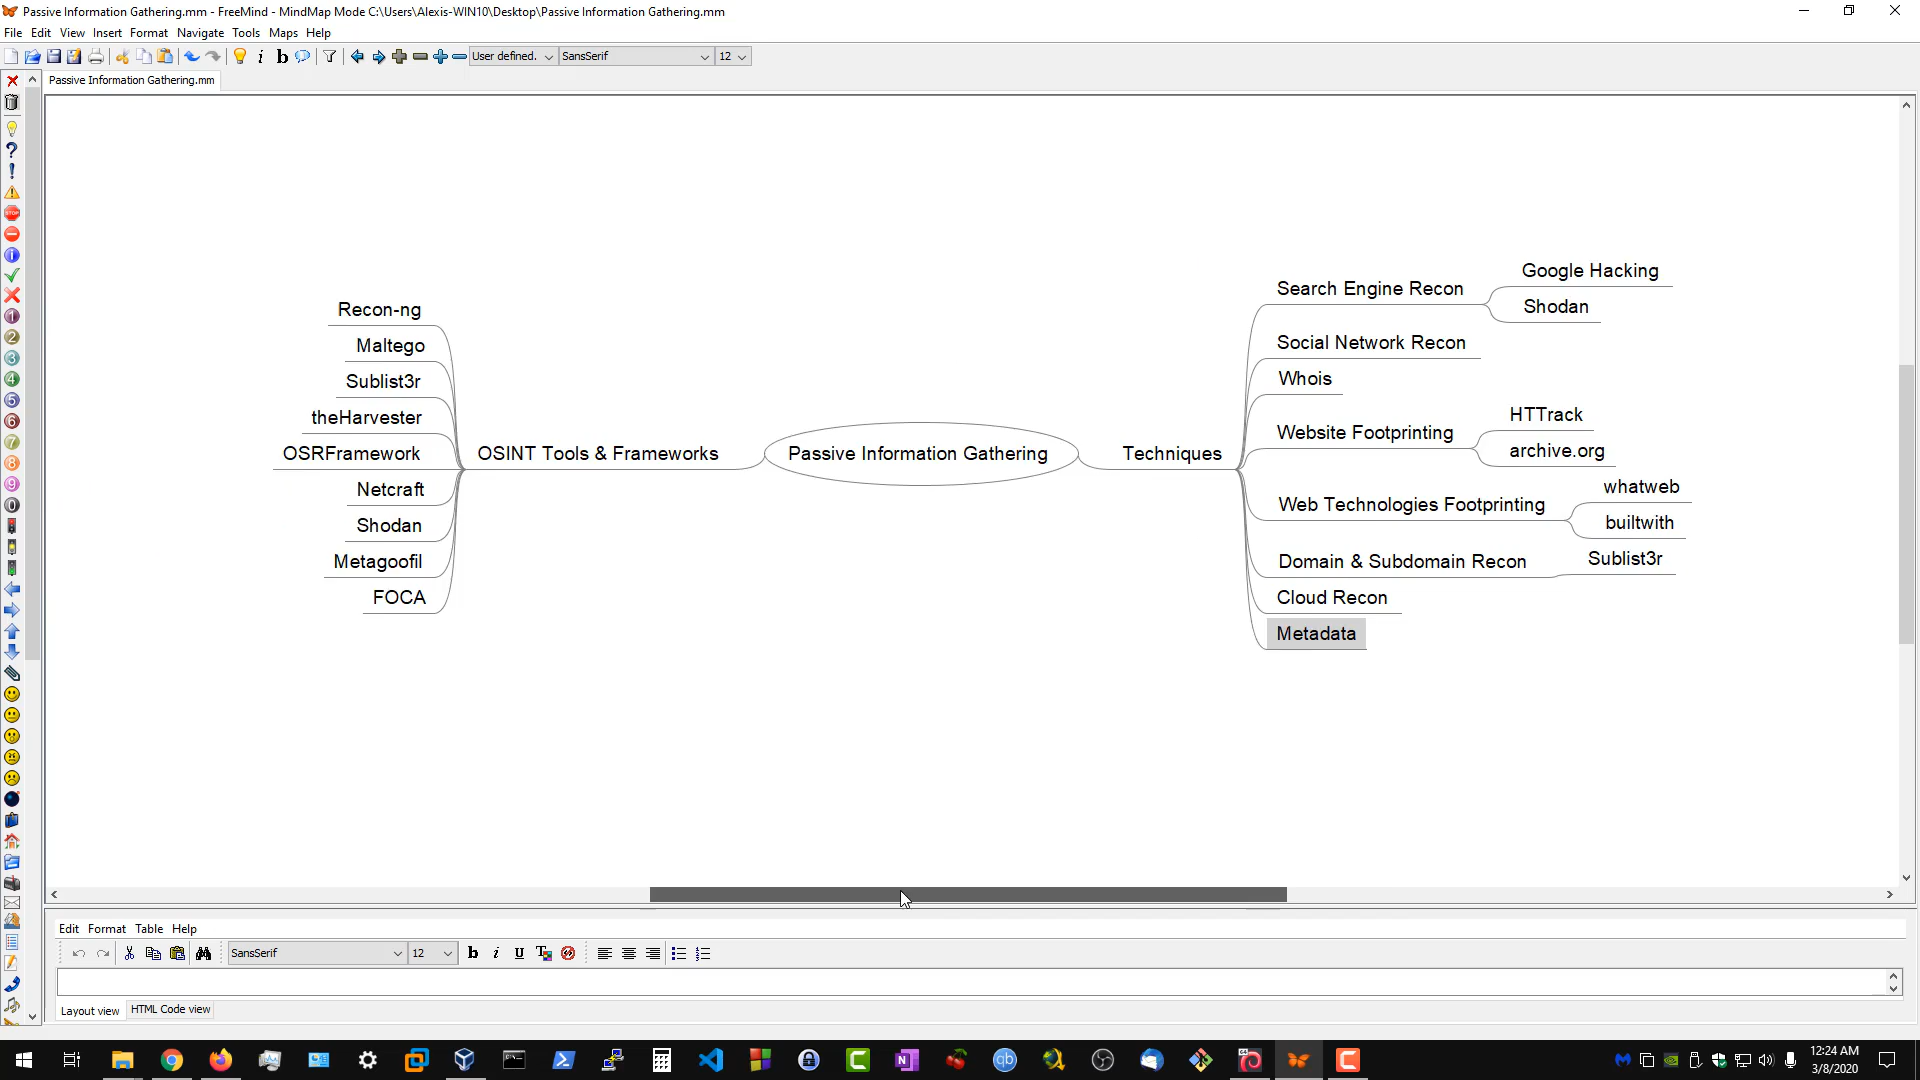 Passive Information Gathering.mm - FreeMind - MindMap Mode C:\Users\Alexis-WIN10\Desktop\Passive Information Gathering.mm
File Edit View Insert Format Navigate Tools Maps Help
User defined. SansSerif 12
Passive Information Gathering.mm
Recon-ng
Maltego
Sublist3r
theHarvester
OSRFramework
Netcraft
Shodan
Metagoofil
FOCA
OSINT Tools & Frameworks
Passive Information Gathering
Techniques
Search Engine Recon
Google Hacking
Shodan
Social Network Recon
Whois
Website Footprinting
HTTrack
archive.org
Web Technologies Footprinting
whatweb
builtwith
Domain & Subdomain Recon
Sublist3r
Cloud Recon
Metadata
Edit Format Table Help
SansSerif 12
Layout view HTML Code view
12:24 AM
3/8/2020